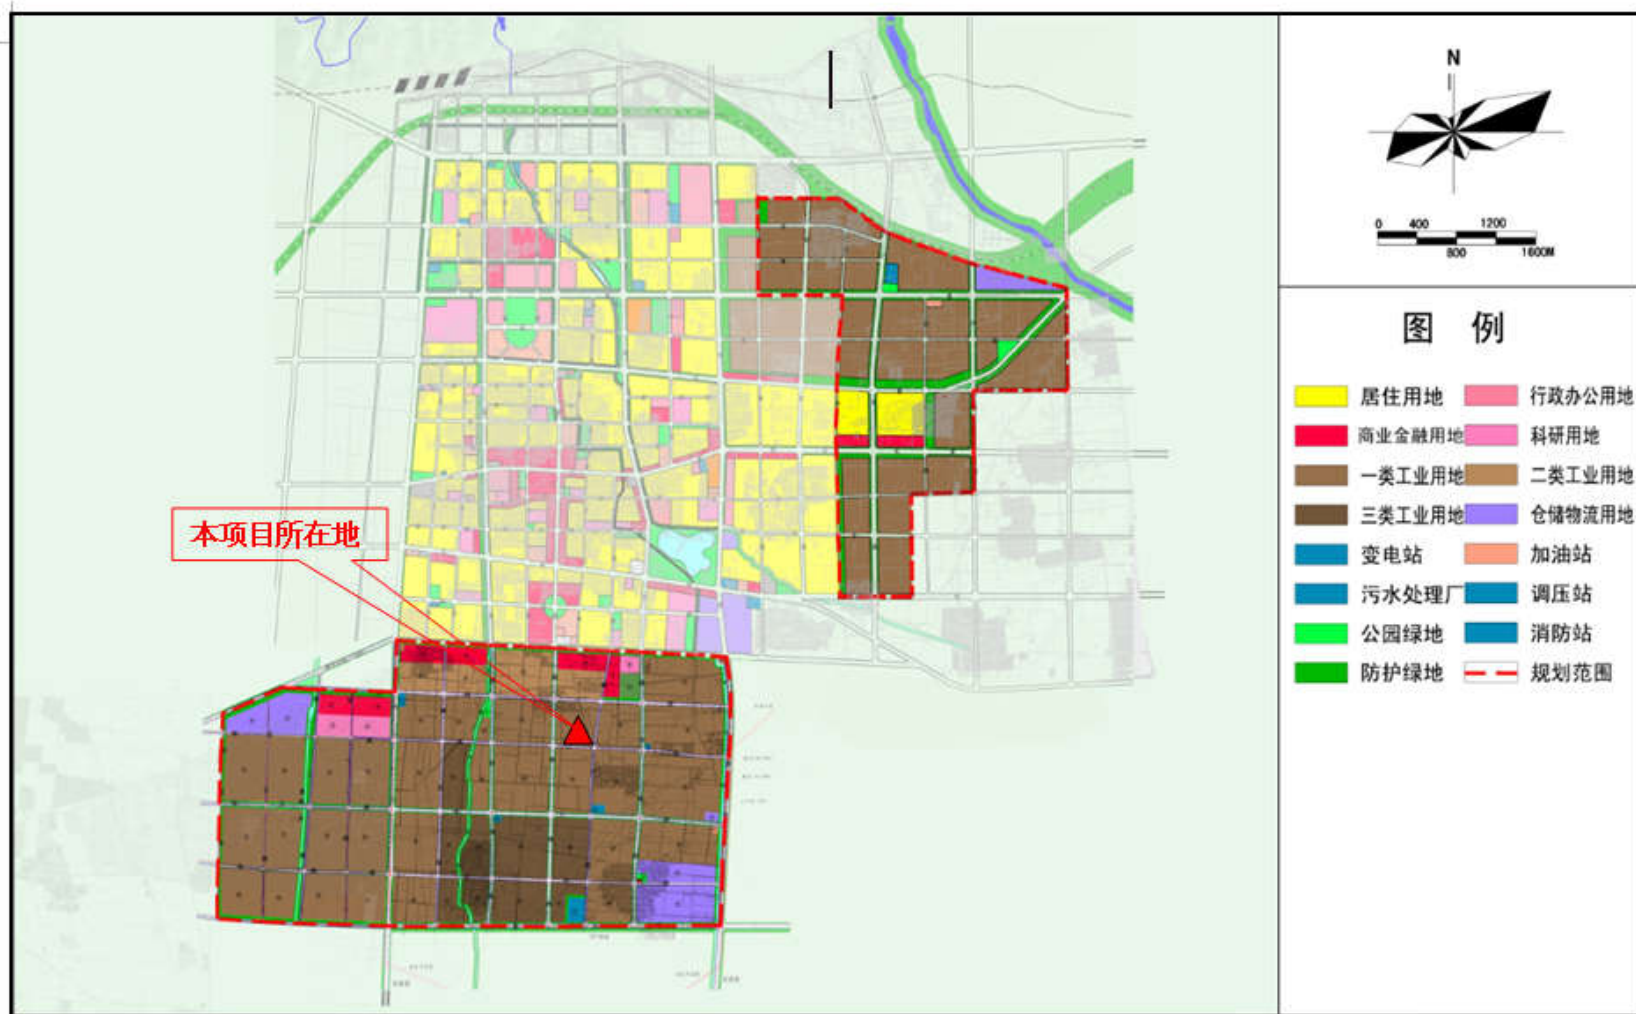 N
0 400 1200
800 1600M
图 例
居住用地 行政办公用地
商业金融用地 科研用地
一类工业用地 二类工业用地
三类工业用地 仓储物流用地
变电站 加油站
污水处理厂 调压站
公园绿地 消防站
防护绿地 规划范围
本项目所在地